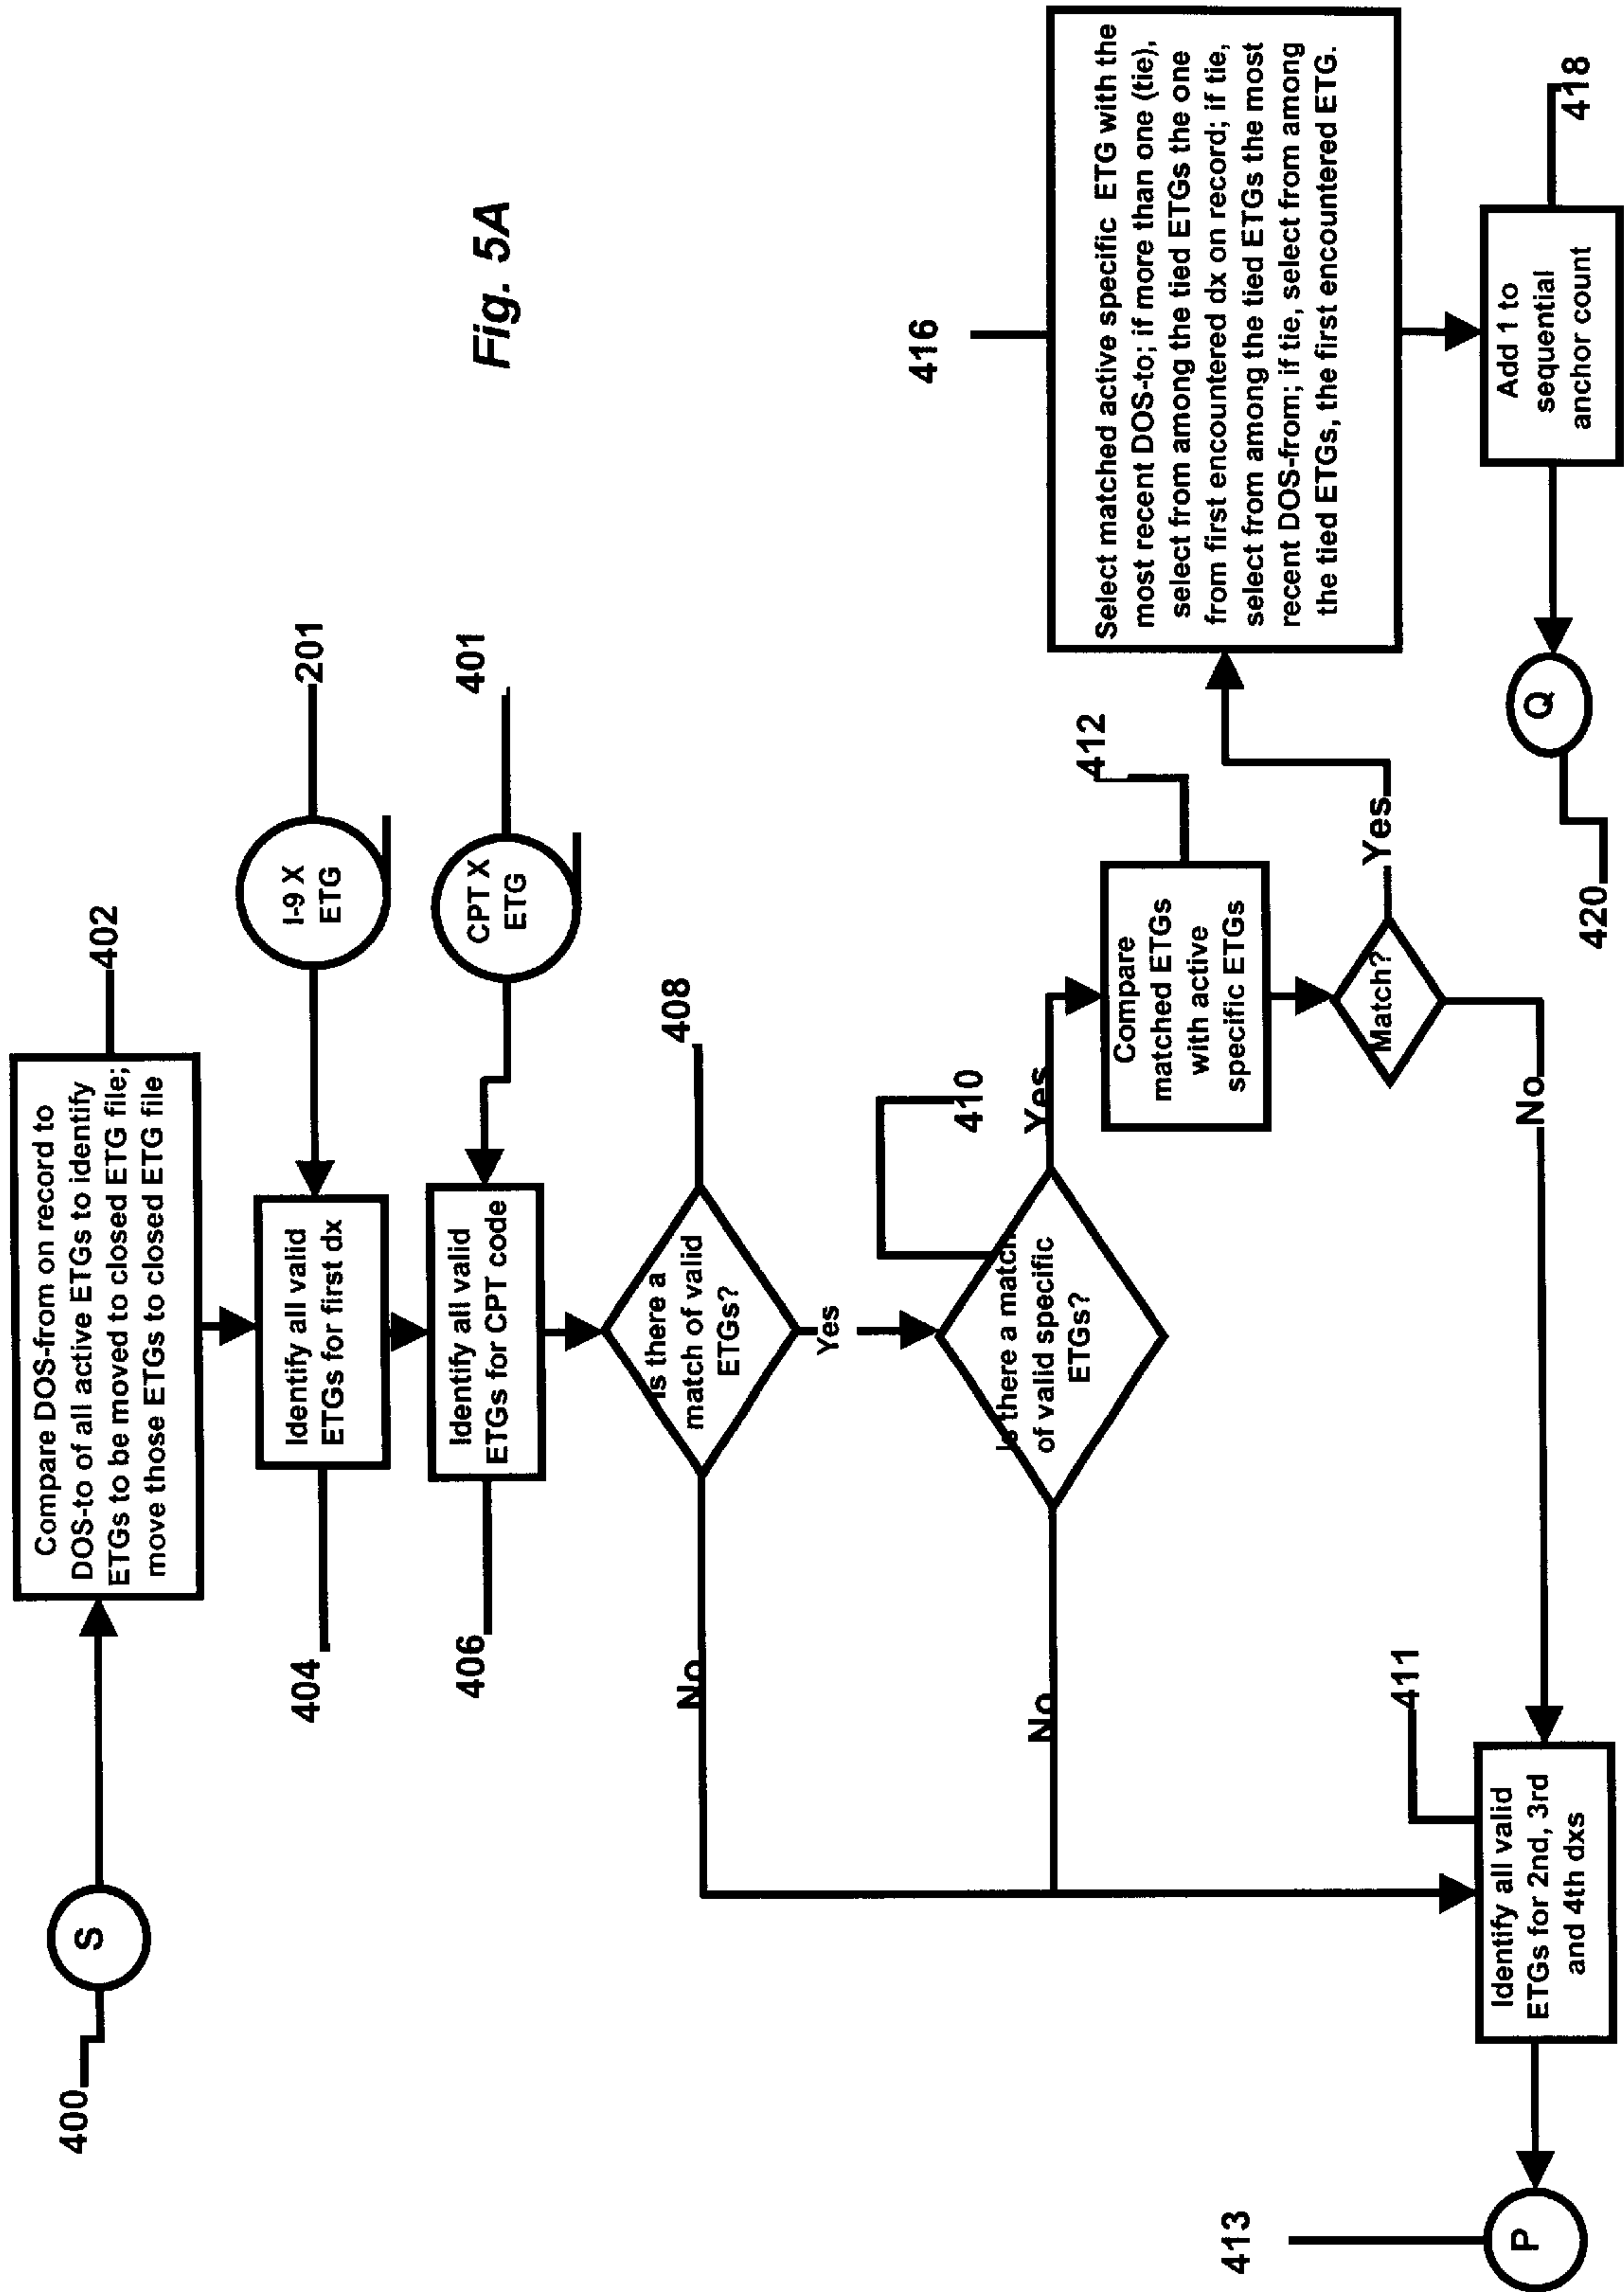 Fig. 5A
400
S
Compare DOS-from on record to
DOS-to of all active ETGs to identify
ETGs to be moved to closed ETG file;
move those ETGs to closed ETG file
402
404
Identify all valid
ETGs for first dx
I-9 X
ETG
201
406
Identify all valid
ETGs for CPT code
CPT X
ETG
401
Is there a
match of valid
ETGs?
408
No
Yes
Is there a match
of valid specific
ETGs?
410
No
Yes
Compare
matched ETGs
with active
specific ETGs
412
Match?
Yes
No
416
Select matched active specific ETG with the
most recent DOS-to; if more than one (tie),
select from among the tied ETGs the one
from first encountered dx on record; if tie,
select from among the tied ETGs the most
recent DOS-from; if tie, select from among
the tied ETGs, the first encountered ETG.
Add 1 to
sequential
anchor count
418
Q
420
411
Identify all valid
ETGs for 2nd, 3rd
and 4th dxs
413
P